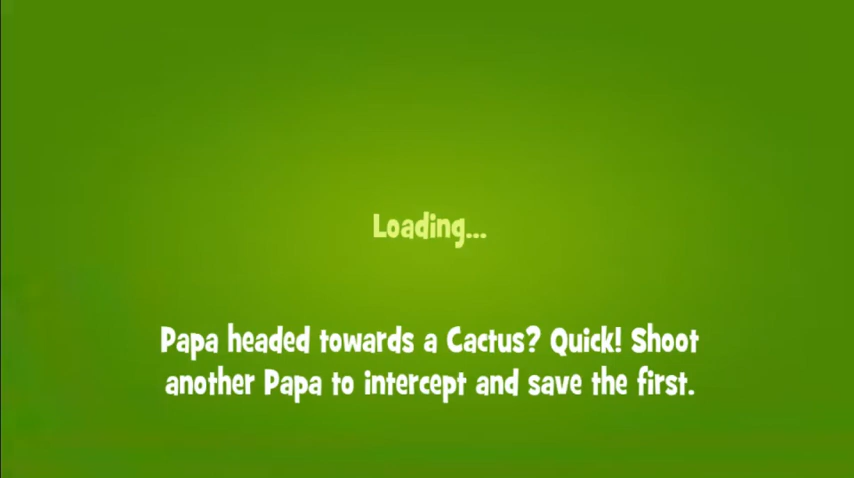 Loading...
Papa headed towards a Cactus? Quick! Shoot
another Papa to intercept and save the first.